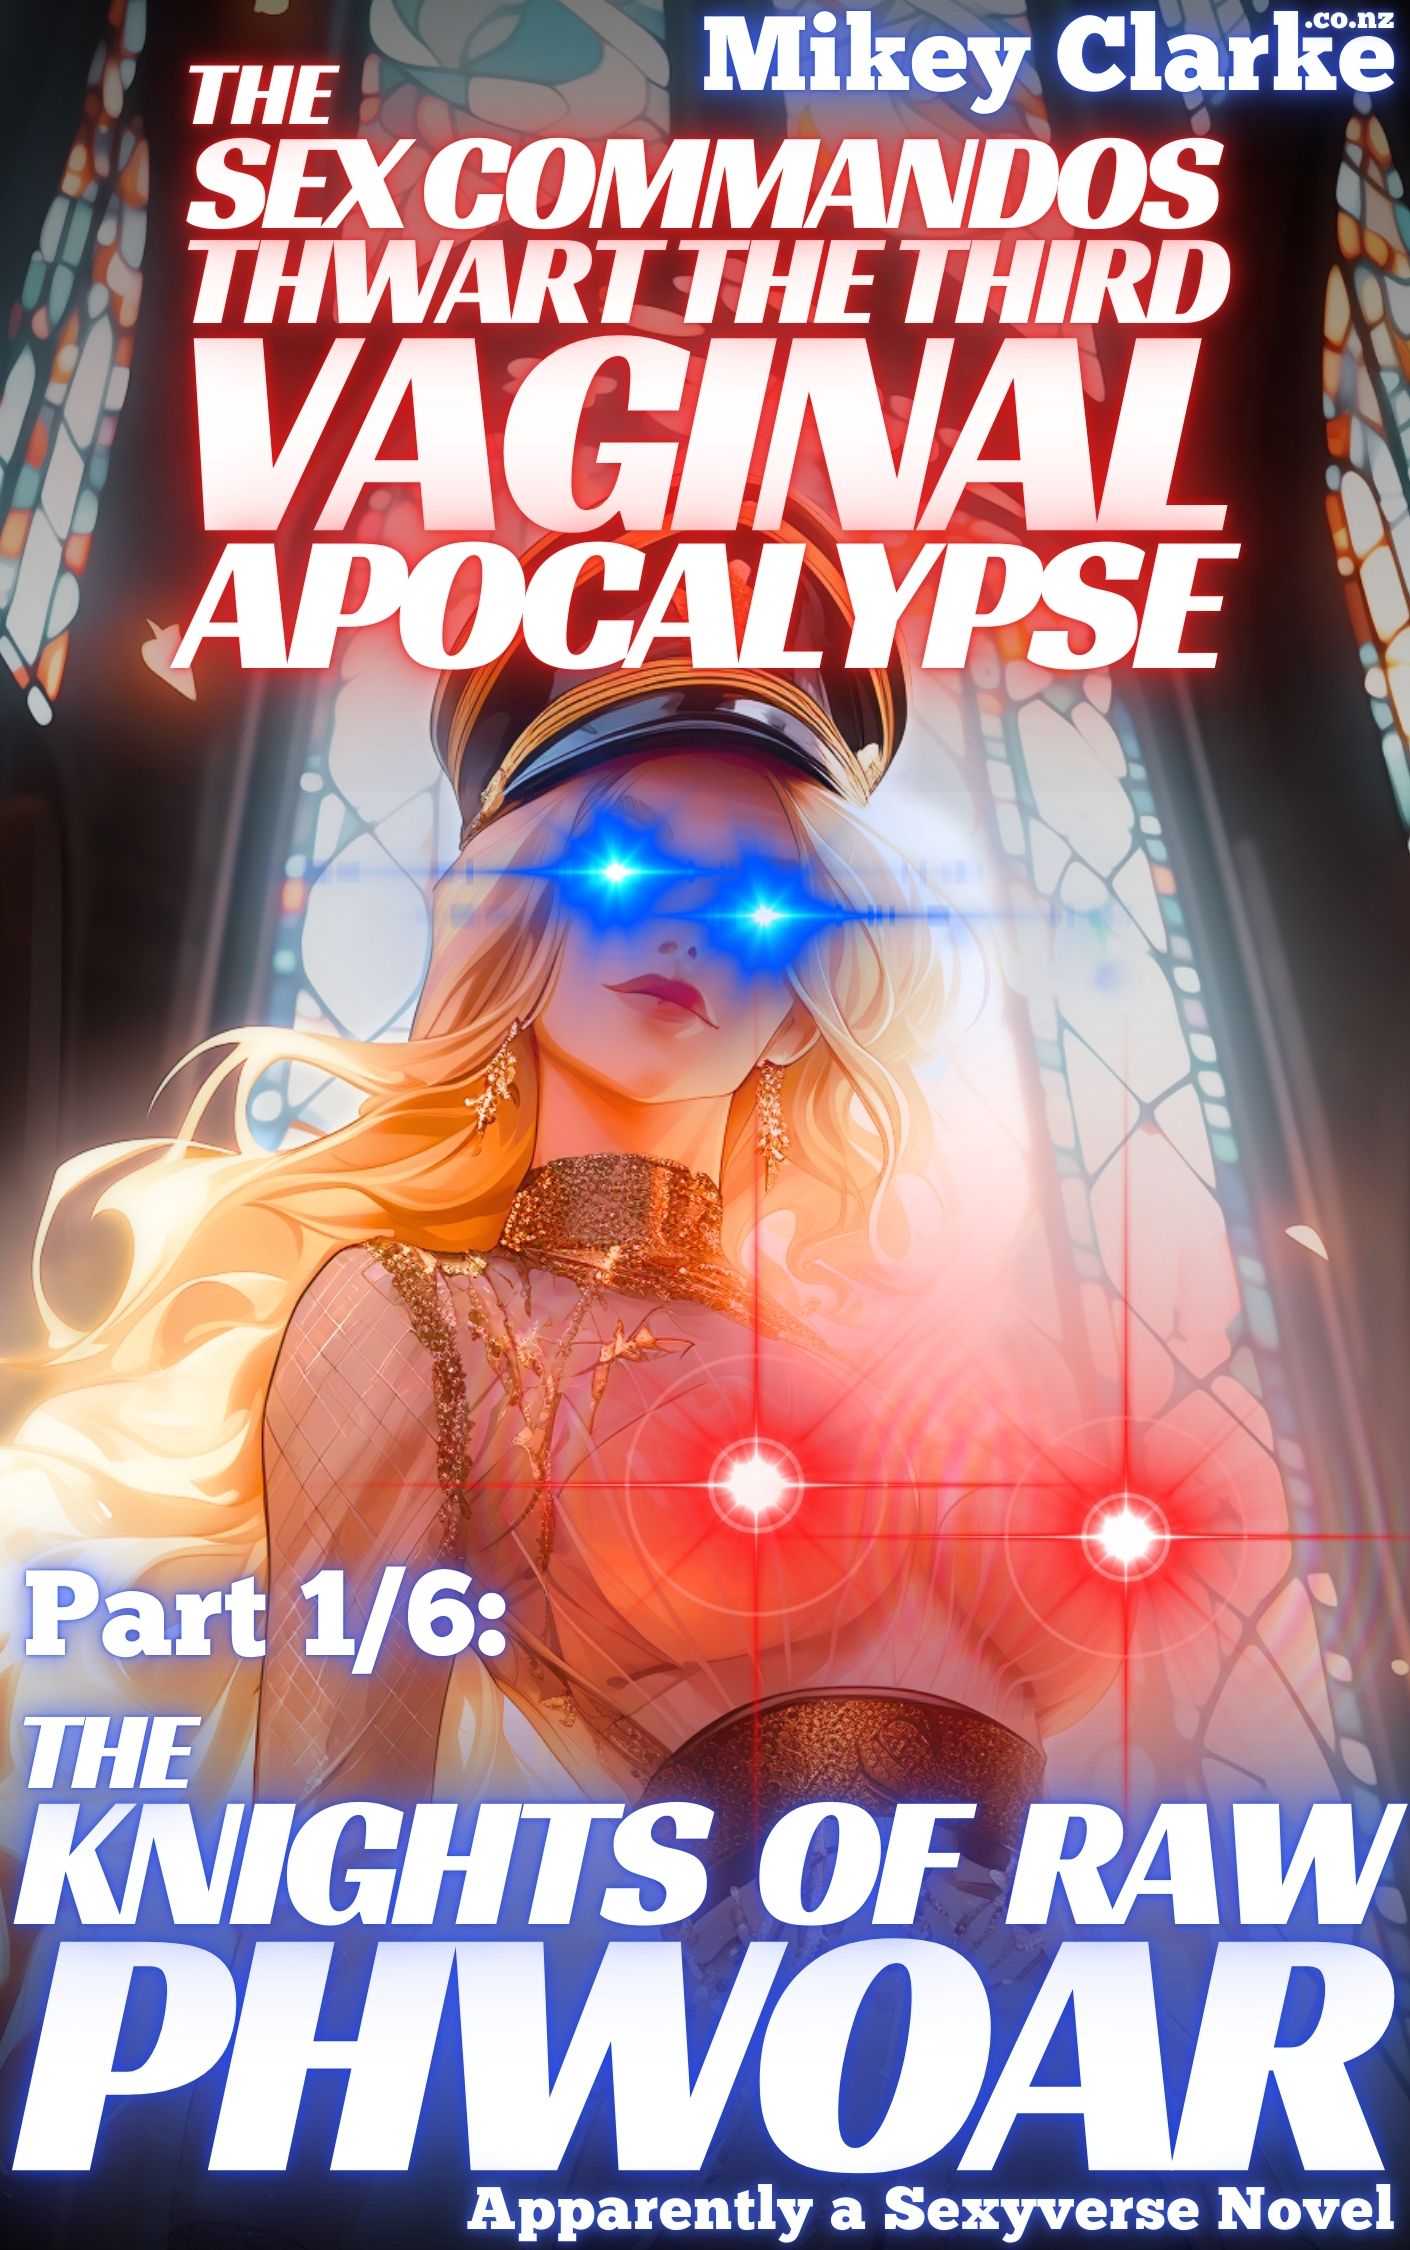 .co.nz
Mikey Clarke
THE
SEX COMMANDOS
THWART THE THIRD
VAGINAL
APOCALYPSE
Part 1/6:
THE
KNIGHTS OF RAW
PHWOAR
Apparently a Sexyverse Novel